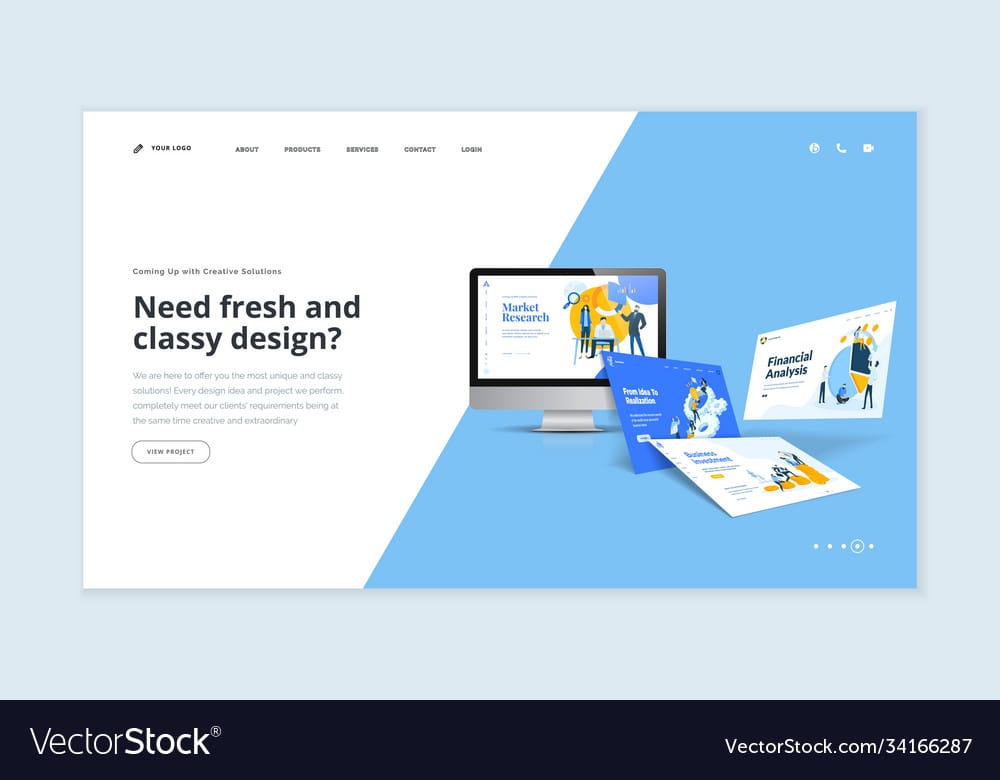 YOUR LOGO
ABOUT PRODUCTS SERVICES CONTACT LOGIN
Coming Up with Creative Solutions
Need fresh and
classy design?
We are here to offer you the most unique and classy
solutions! Every design idea and project we perform,
completely meet our clients' requirements being at
the same time creative and extraordinary
VIEW PROJECT
Market
Research
From Idea To
Realization
Financial
Analysis
Business
Investment
VectorStock®
VectorStock.com/34166287